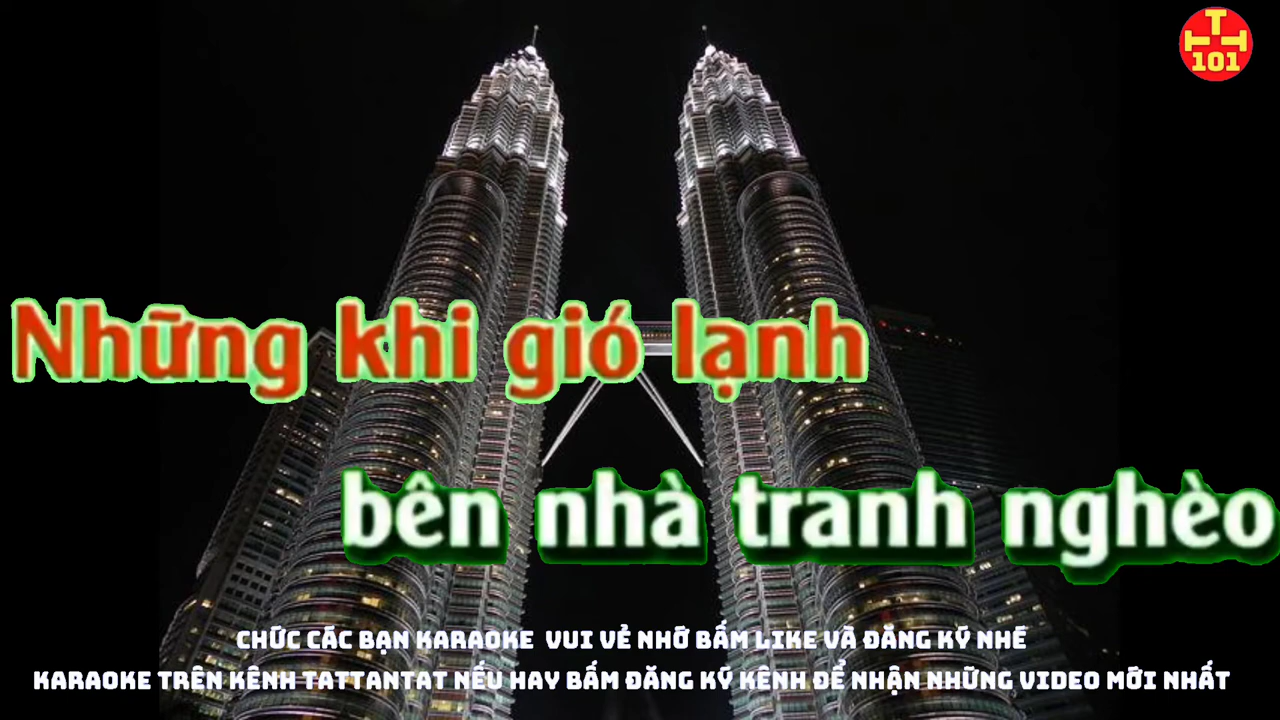 T
T T
101
Những khi gió lạnh
bên nhà tranh nghèo
CHÚC CÁC BẠN KARAOKE VUI VẺ NHỚ BẤM LIKE VÀ ĐĂNG KÝ NHÉ
KARAOKE TRÊN KÊNH TATTANTAT NẾU HAY BẤM ĐĂNG KÝ KÊNH ĐỂ NHẬN NHỮNG VIDEO MỚI NHẤT